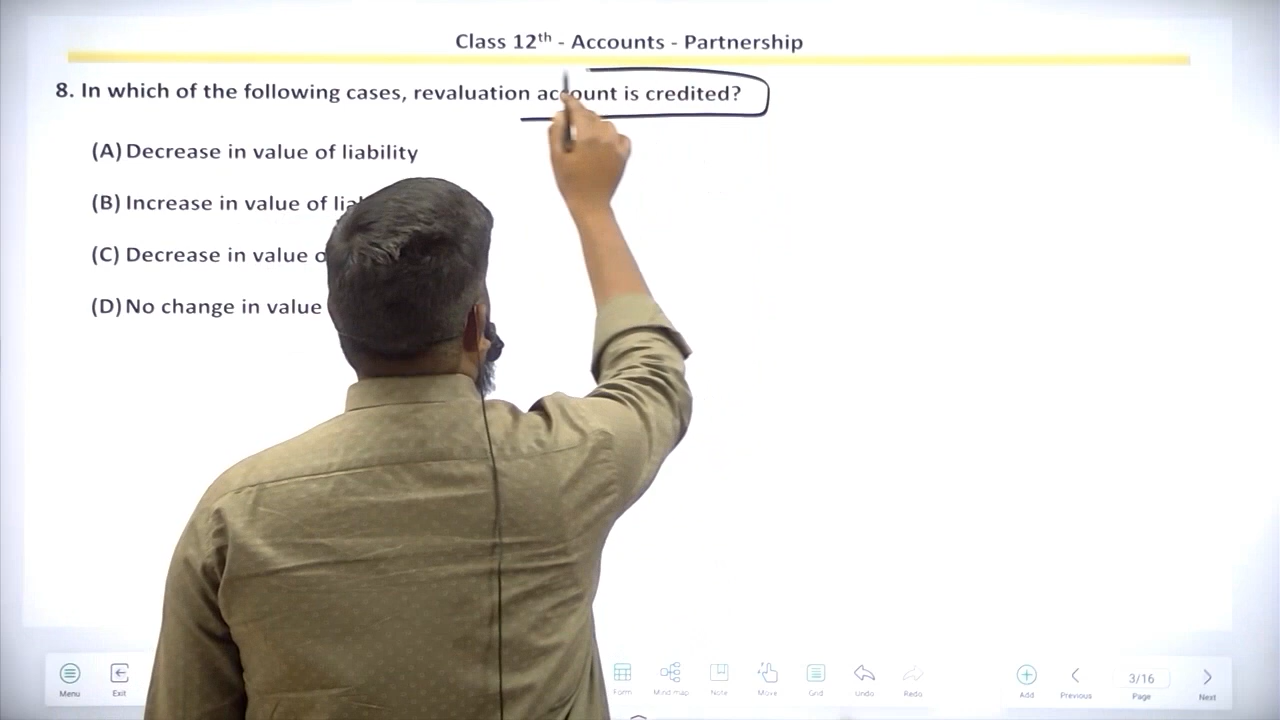 Class 12th - Accounts - Partnership
8. In which of the following cases, revaluation account is credited?
(A) Decrease in value of liability
(B) Increase in value of
(C) Decrease in value
(D) No change in value
Menu Exit Form Mind map Note Move Grid Undo Redo Add Previous 3/16 Page Next